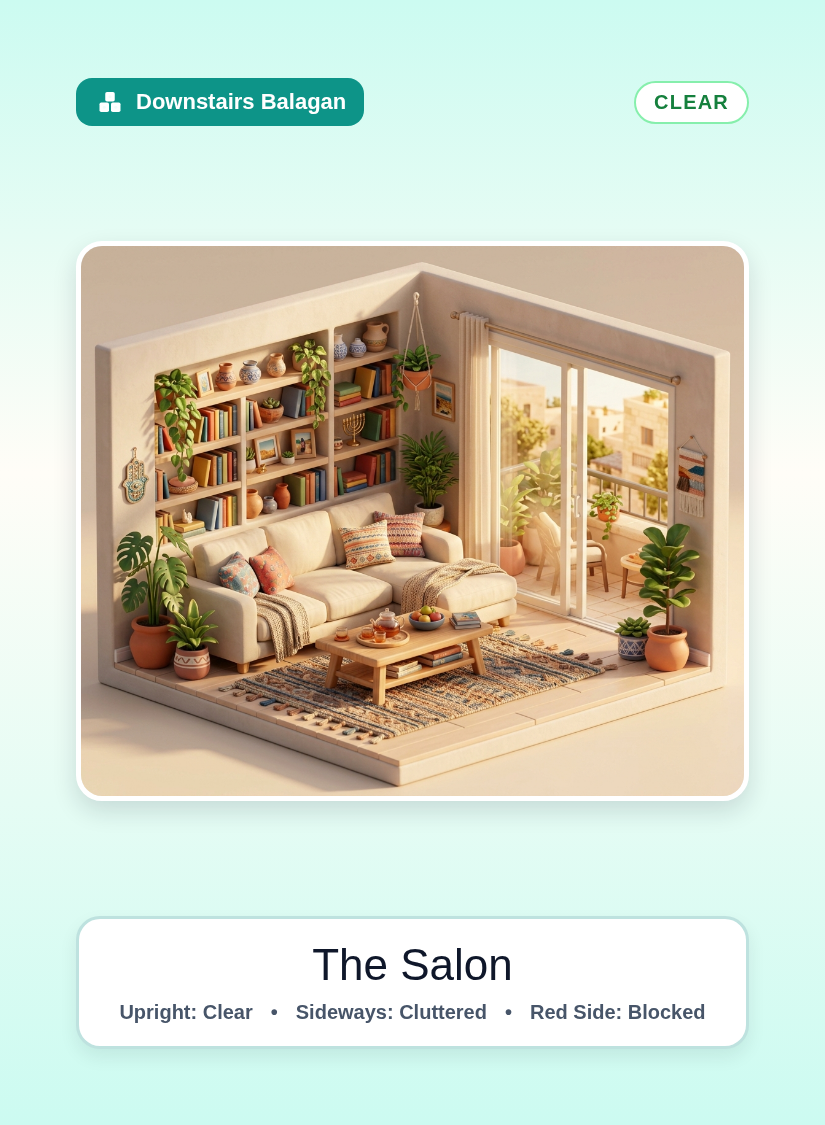 Downstairs Balagan
CLEAR
The Salon
Upright: Clear • Sideways: Cluttered • Red Side: Blocked